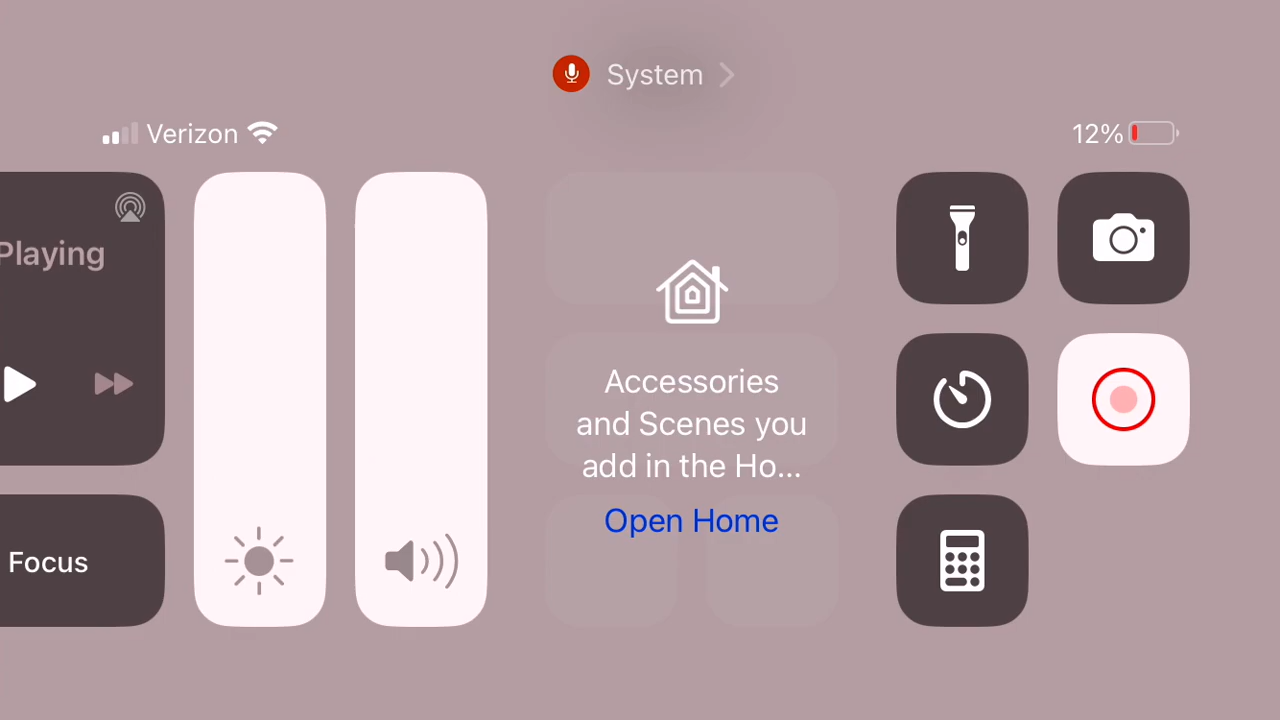 System
Verizon
12%
Playing
Accessories
and Scenes you
add in the Ho...
Open Home
Focus